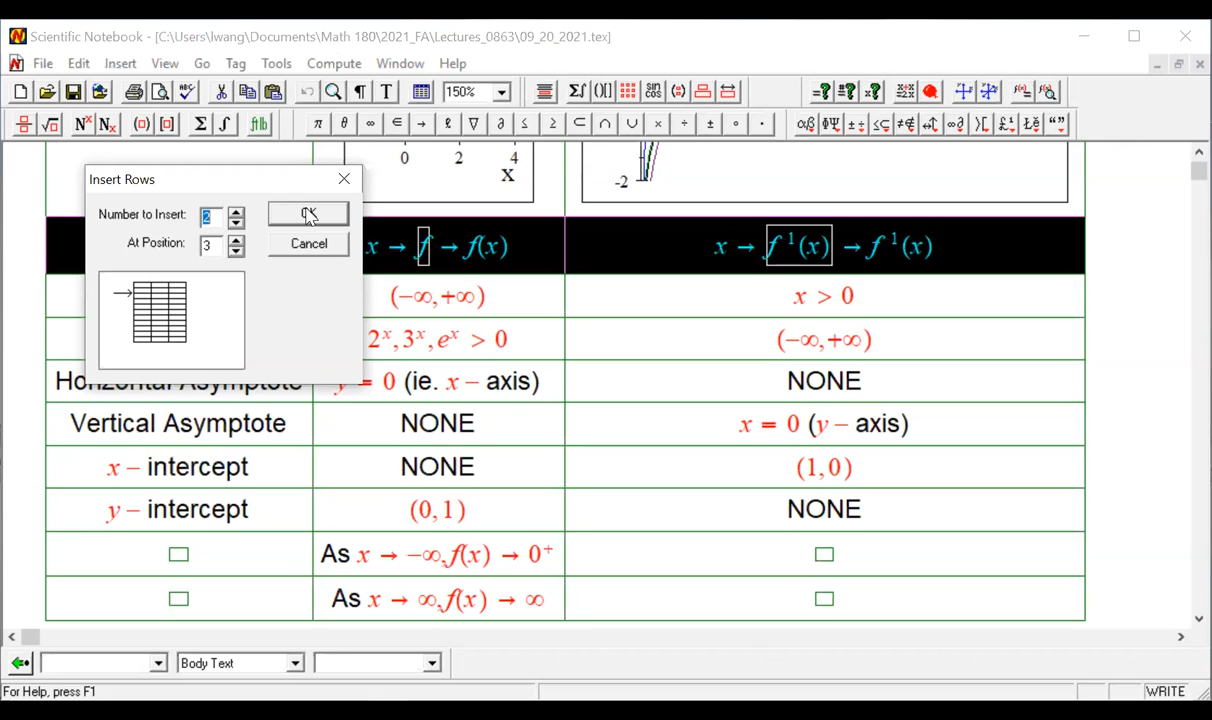 Scientific Notebook - [C:\Users\lwang\Documents\Math 180\2021_FA\Lectures_0863\09_20_2021.tex]
File Edit Insert View Go Tag Tools Compute Window Help
150%
π θ ∞ ∈ → ℓ ∇ ∂ ≤ ≥ ⊂ ∩ ∪ × ÷ ± ∘ ·
0 2 4
X
-2
Insert Rows
Number to Insert: 2
OK
At Position: 3
Cancel
x → f → f(x)
x → f ¹(x) → f ¹(x)
(−∞,+∞)
x > 0
2ˣ, 3ˣ, eˣ > 0
(−∞,+∞)
Horizontal Asymptote
y = 0 (ie. x − axis)
NONE
Vertical Asymptote
NONE
x = 0 (y − axis)
x − intercept
NONE
(1,0)
y − intercept
(0,1)
NONE
As x → −∞,f(x) → 0⁺
As x → ∞,f(x) → ∞
Body Text
For Help, press F1
WRITE